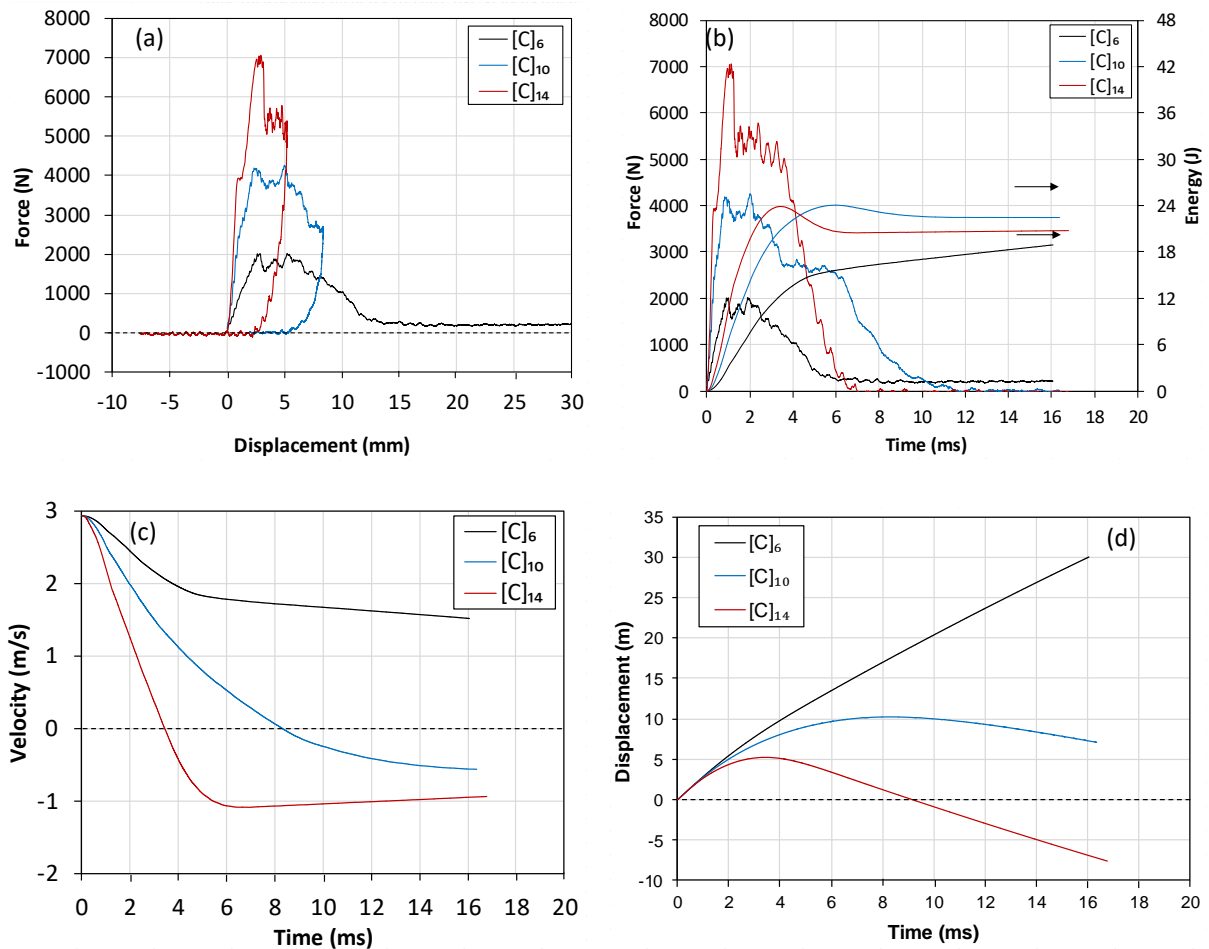 (a)
[C]₆
[C]₁₀
[C]₁₄
8000
7000
6000
5000
4000
3000
2000
1000
0
-1000
Force (N)
-10 -5 0 5 10 15 20 25 30
Displacement (mm)
(b)
[C]₆
[C]₁₀
[C]₁₄
8000
7000
6000
5000
4000
3000
2000
1000
0
Force (N)
48
42
36
30
24
18
12
6
0
Energy (J)
0 2 4 6 8 10 12 14 16 18 20
Time (ms)
(c)
[C]₆
[C]₁₀
[C]₁₄
3
2
1
0
-1
-2
Velocity (m/s)
0 2 4 6 8 10 12 14 16 18 20
Time (ms)
(d)
[C]₆
[C]₁₀
[C]₁₄
35
30
25
20
15
10
5
0
-5
-10
Displacement (m)
0 2 4 6 8 10 12 14 16 18 20
Time (ms)